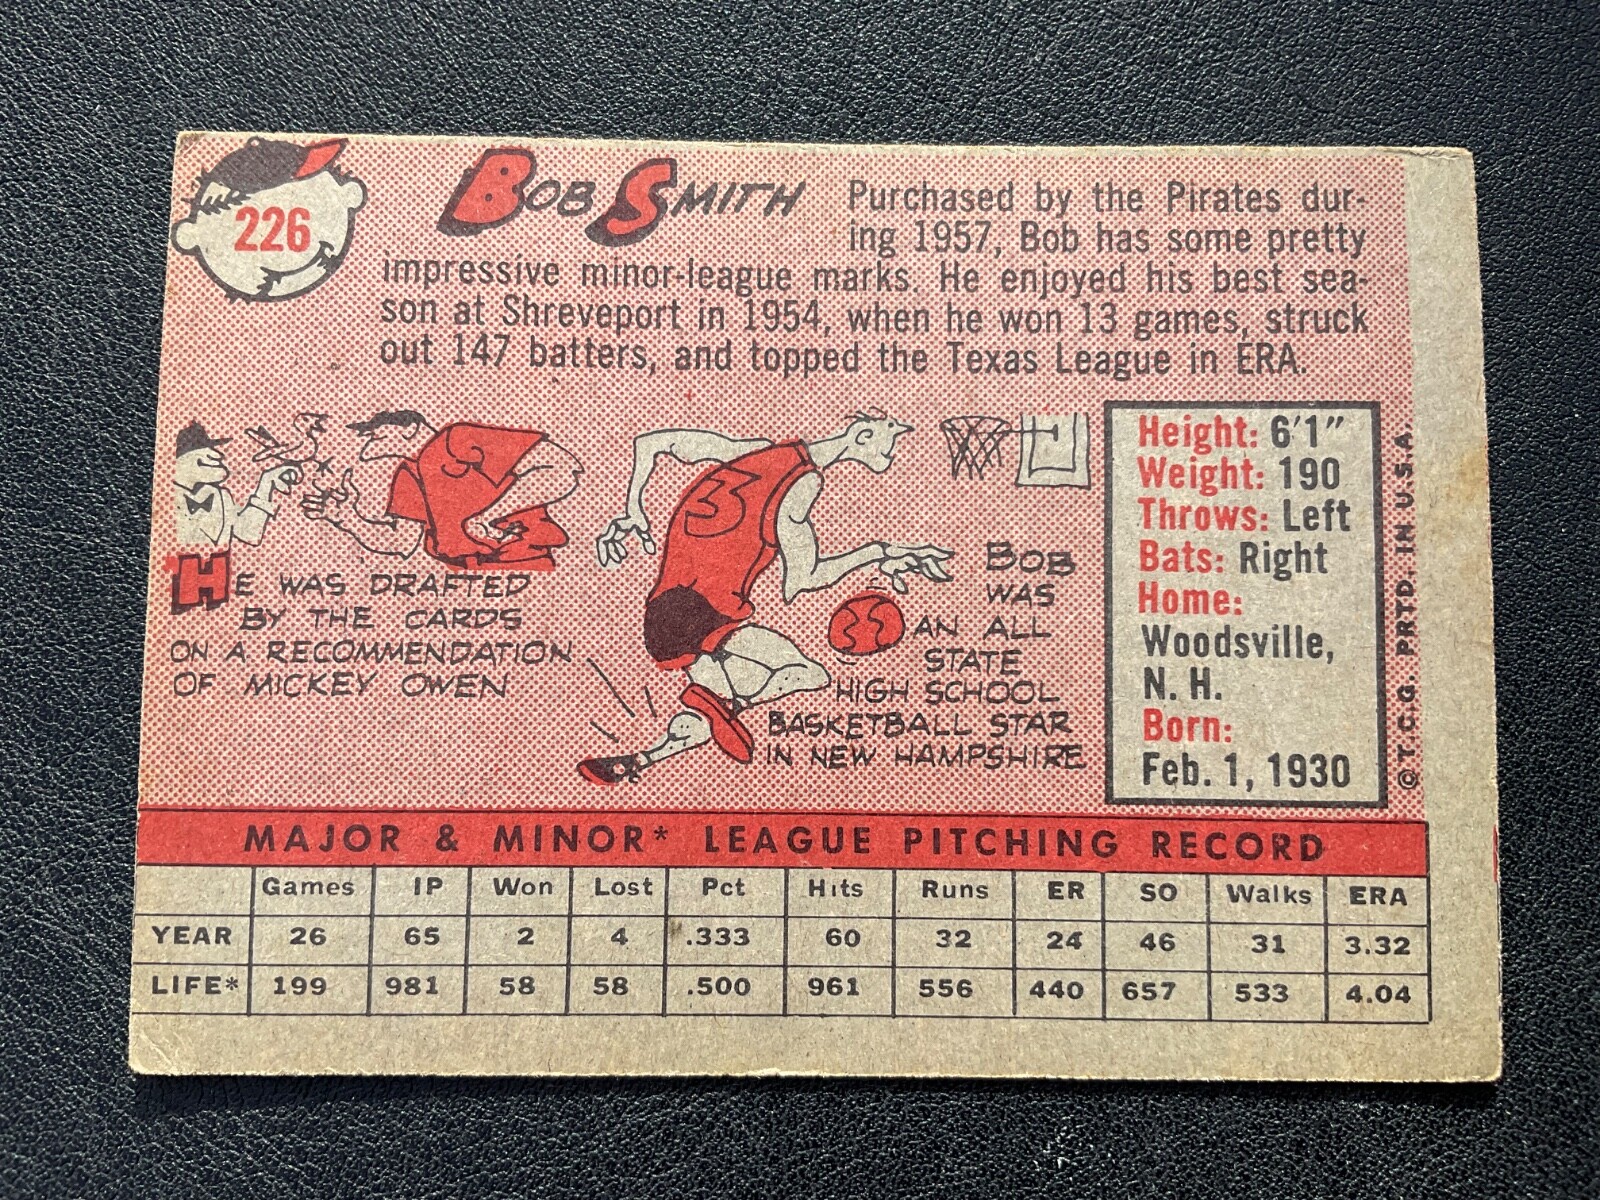 226
BOB SMITH
Purchased by the Pirates dur-
ing 1957, Bob has some pretty
impressive minor-league marks. He enjoyed his best sea-
son at Shreveport in 1954, when he won 13 games, struck
out 147 batters, and topped the Texas League in ERA.
HE WAS DRAFTED
BY THE CARDS
ON A RECOMMENDATION
OF MICKEY OWEN
3
BOB
WAS
AN ALL
STATE
HIGH SCHOOL
BASKETBALL STAR
IN NEW HAMPSHIRE
Height: 6'1"
Weight: 190
Throws: Left
Bats: Right
Home:
Woodsville,
N. H.
Born:
Feb. 1, 1930
© T.C.G. PRTD. IN U.S.A.
MAJOR & MINOR* LEAGUE PITCHING RECORD
Games IP Won Lost Pct Hits Runs ER SO Walks ERA
YEAR 26 65 2 4 .333 60 32 24 46 31 3.32
LIFE* 199 981 58 58 .500 961 556 440 657 533 4.04